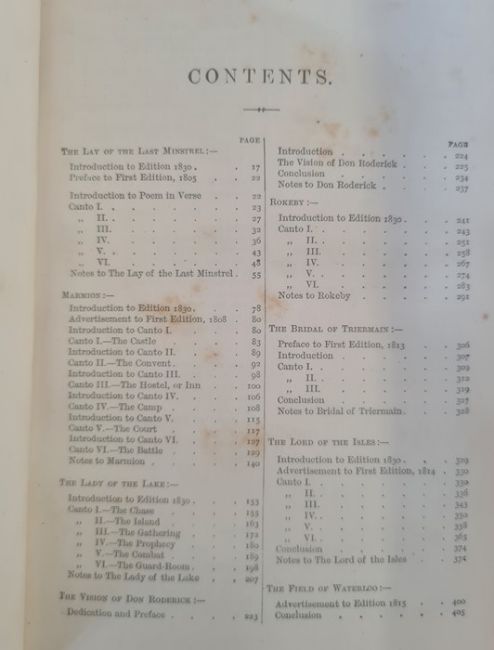 CONTENTS.
PAGE
THE LAY OF THE LAST MINSTREL:—
Introduction to Edition 1830 . . . 17
Preface to First Edition, 1805 . . 22
Introduction to Poem in Verse . . 22
Canto I. . . . . . . . 23
„ II. . . . . . . 27
„ III. . . . . . . 32
„ IV. . . . . . . 36
„ V. . . . . . . 43
„ VI. . . . . . . 48
Notes to The Lay of the Last Minstrel . 55
MARMION:—
Introduction to Edition 1830 . . . 78
Advertisement to First Edition, 1808 . 80
Introduction to Canto I. . . . 80
Canto I.—The Castle . . . . 83
Introduction to Canto II. . . . 89
Canto II.—The Convent . . . . 92
Introduction to Canto III. . . . 98
Canto III.—The Hostel, or Inn . . 100
Introduction to Canto IV. . . . 106
Canto IV.—The Camp . . . . 108
Introduction to Canto V. . . . 115
Canto V.—The Court . . . . 117
Introduction to Canto VI. . . . 127
Canto VI.—The Battle . . . . 129
Notes to Marmion . . . . . 140
THE LADY OF THE LAKE:—
Introduction to Edition 1830 . . . 153
Canto I.—The Chase . . . . 155
„ II.—The Island . . . . 163
„ III.—The Gathering . . . 172
„ IV.—The Prophecy . . . 180
„ V.—The Combat . . . . 189
„ VI.—The Guard-Room . . . 198
Notes to The Lady of the Lake . . 207
THE VISION OF DON RODERICK:—
Dedication and Preface . . . . 223
PAGE
Introduction . . . . . . 224
The Vision of Don Roderick . . . 225
Conclusion . . . . . . 234
Notes to Don Roderick . . . . 237
ROKEBY:—
Introduction to Edition 1830 . . . 241
Canto I. . . . . . . . 243
„ II. . . . . . . 251
„ III. . . . . . . 258
„ IV. . . . . . . 267
„ V. . . . . . . 274
„ VI. . . . . . . 283
Notes to Rokeby . . . . . 291
THE BRIDAL OF TRIERMAIN:—
Preface to First Edition, 1813 . . 306
Introduction . . . . . . 307
Canto I. . . . . . . . 309
„ II. . . . . . . 312
„ III. . . . . . . 319
Conclusion . . . . . . 327
Notes to Bridal of Triermain . . . 328
THE LORD OF THE ISLES:—
Introduction to Edition 1830 . . . 329
Advertisement to First Edition, 1814 . 330
Canto I. . . . . . . . 330
„ II. . . . . . . 336
„ III. . . . . . . 343
„ IV. . . . . . . 350
„ V. . . . . . . 358
„ VI. . . . . . . 365
Conclusion . . . . . . 374
Notes to The Lord of the Isles . . 374
THE FIELD OF WATERLOO:—
Advertisement to Edition 1815 . . 400
Conclusion . . . . . . 405